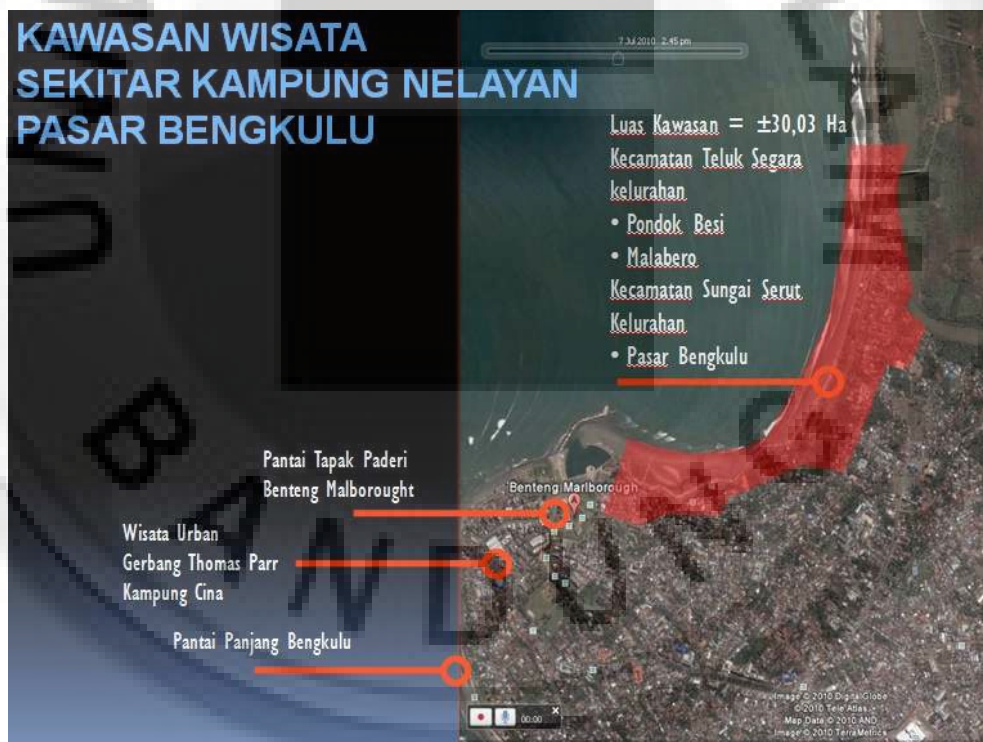 KAWASAN WISATA
SEKITAR KAMPUNG NELAYAN
PASAR BENGKULU
7 Jul 2010 2:45 pm
Luas Kawasan = ±30,03 Ha
Kecamatan Teluk Segara
kelurahan
• Pondok Besi
• Malabero
Kecamatan Sungai Serut
Kelurahan
• Pasar Bengkulu
Pantai Tapak Paderi
Benteng Malborought
Benteng Marlborough
A
Wisata Urban
Gerbang Thomas Parr
Kampung Cina
Pantai Panjang Bengkulu
00:00
Image © 2010 DigitalGlobe
© 2010 Tele Atlas
Map Data © 2010 AND
Image © 2010 TerraMetrics
BANDUNG